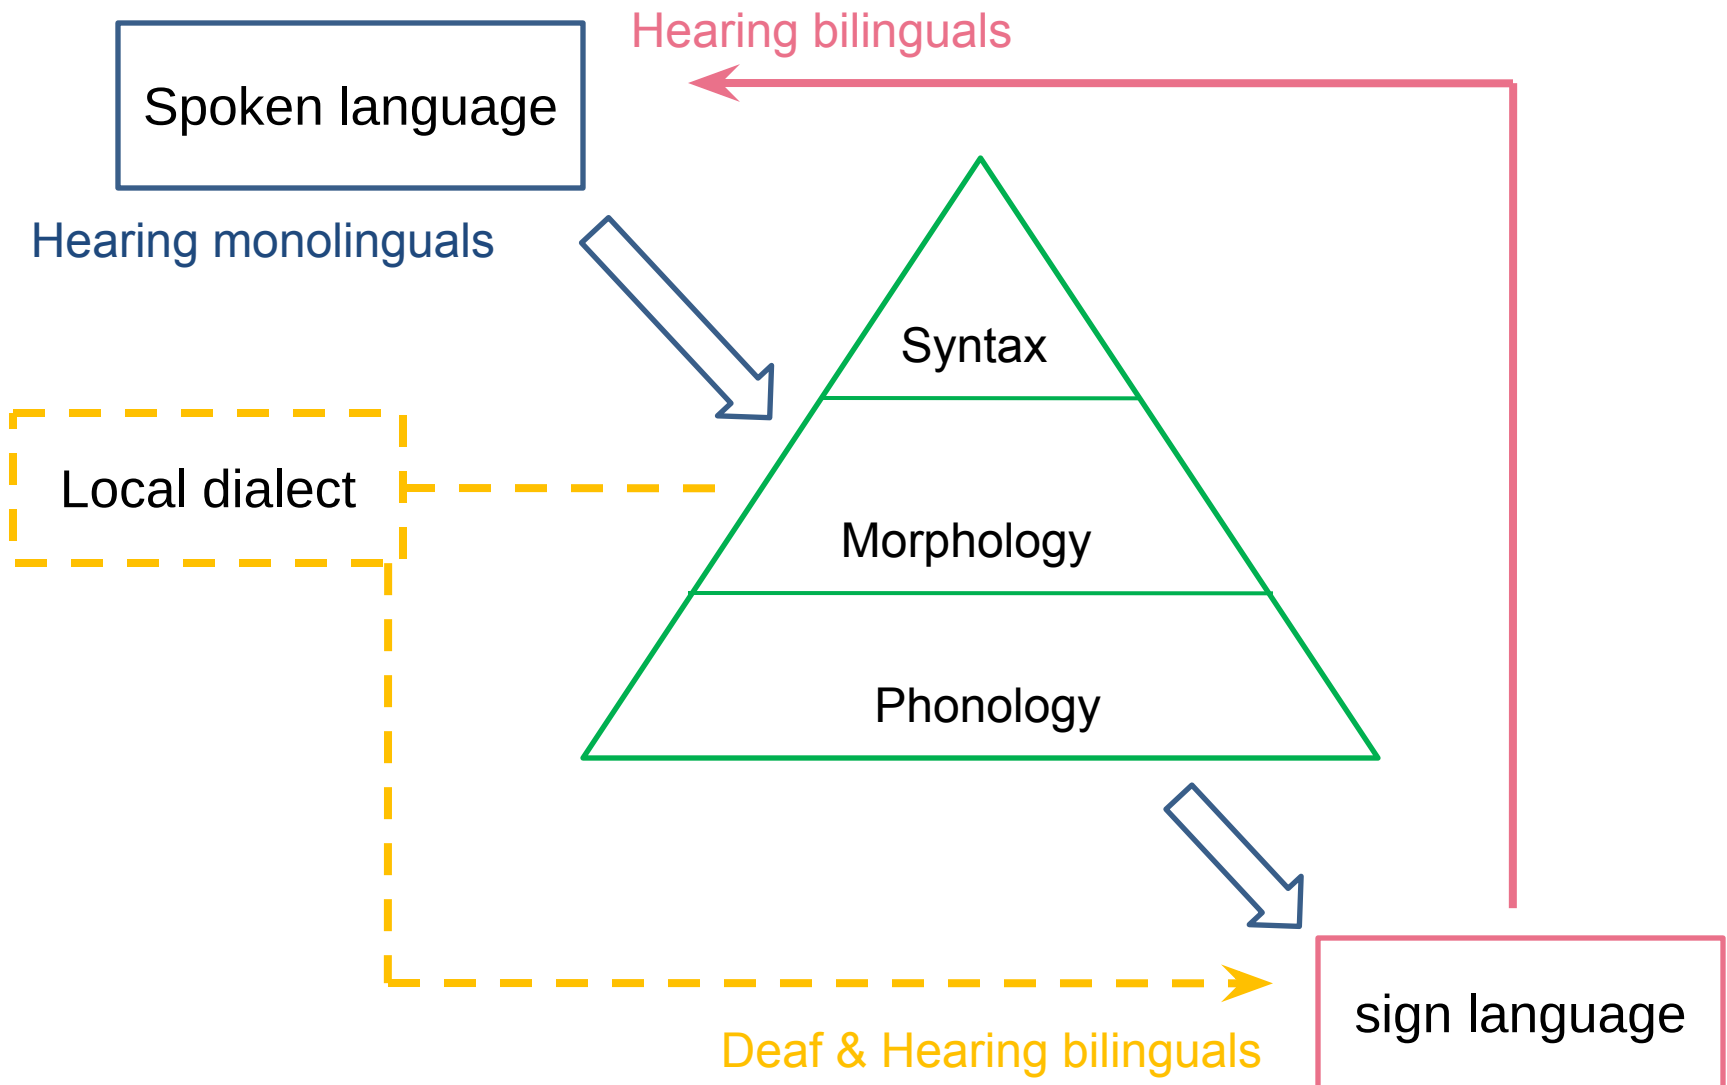 Hearing bilinguals
Spoken language
Hearing monolinguals
Syntax
Local dialect
Morphology
Phonology
sign language
Deaf & Hearing bilinguals